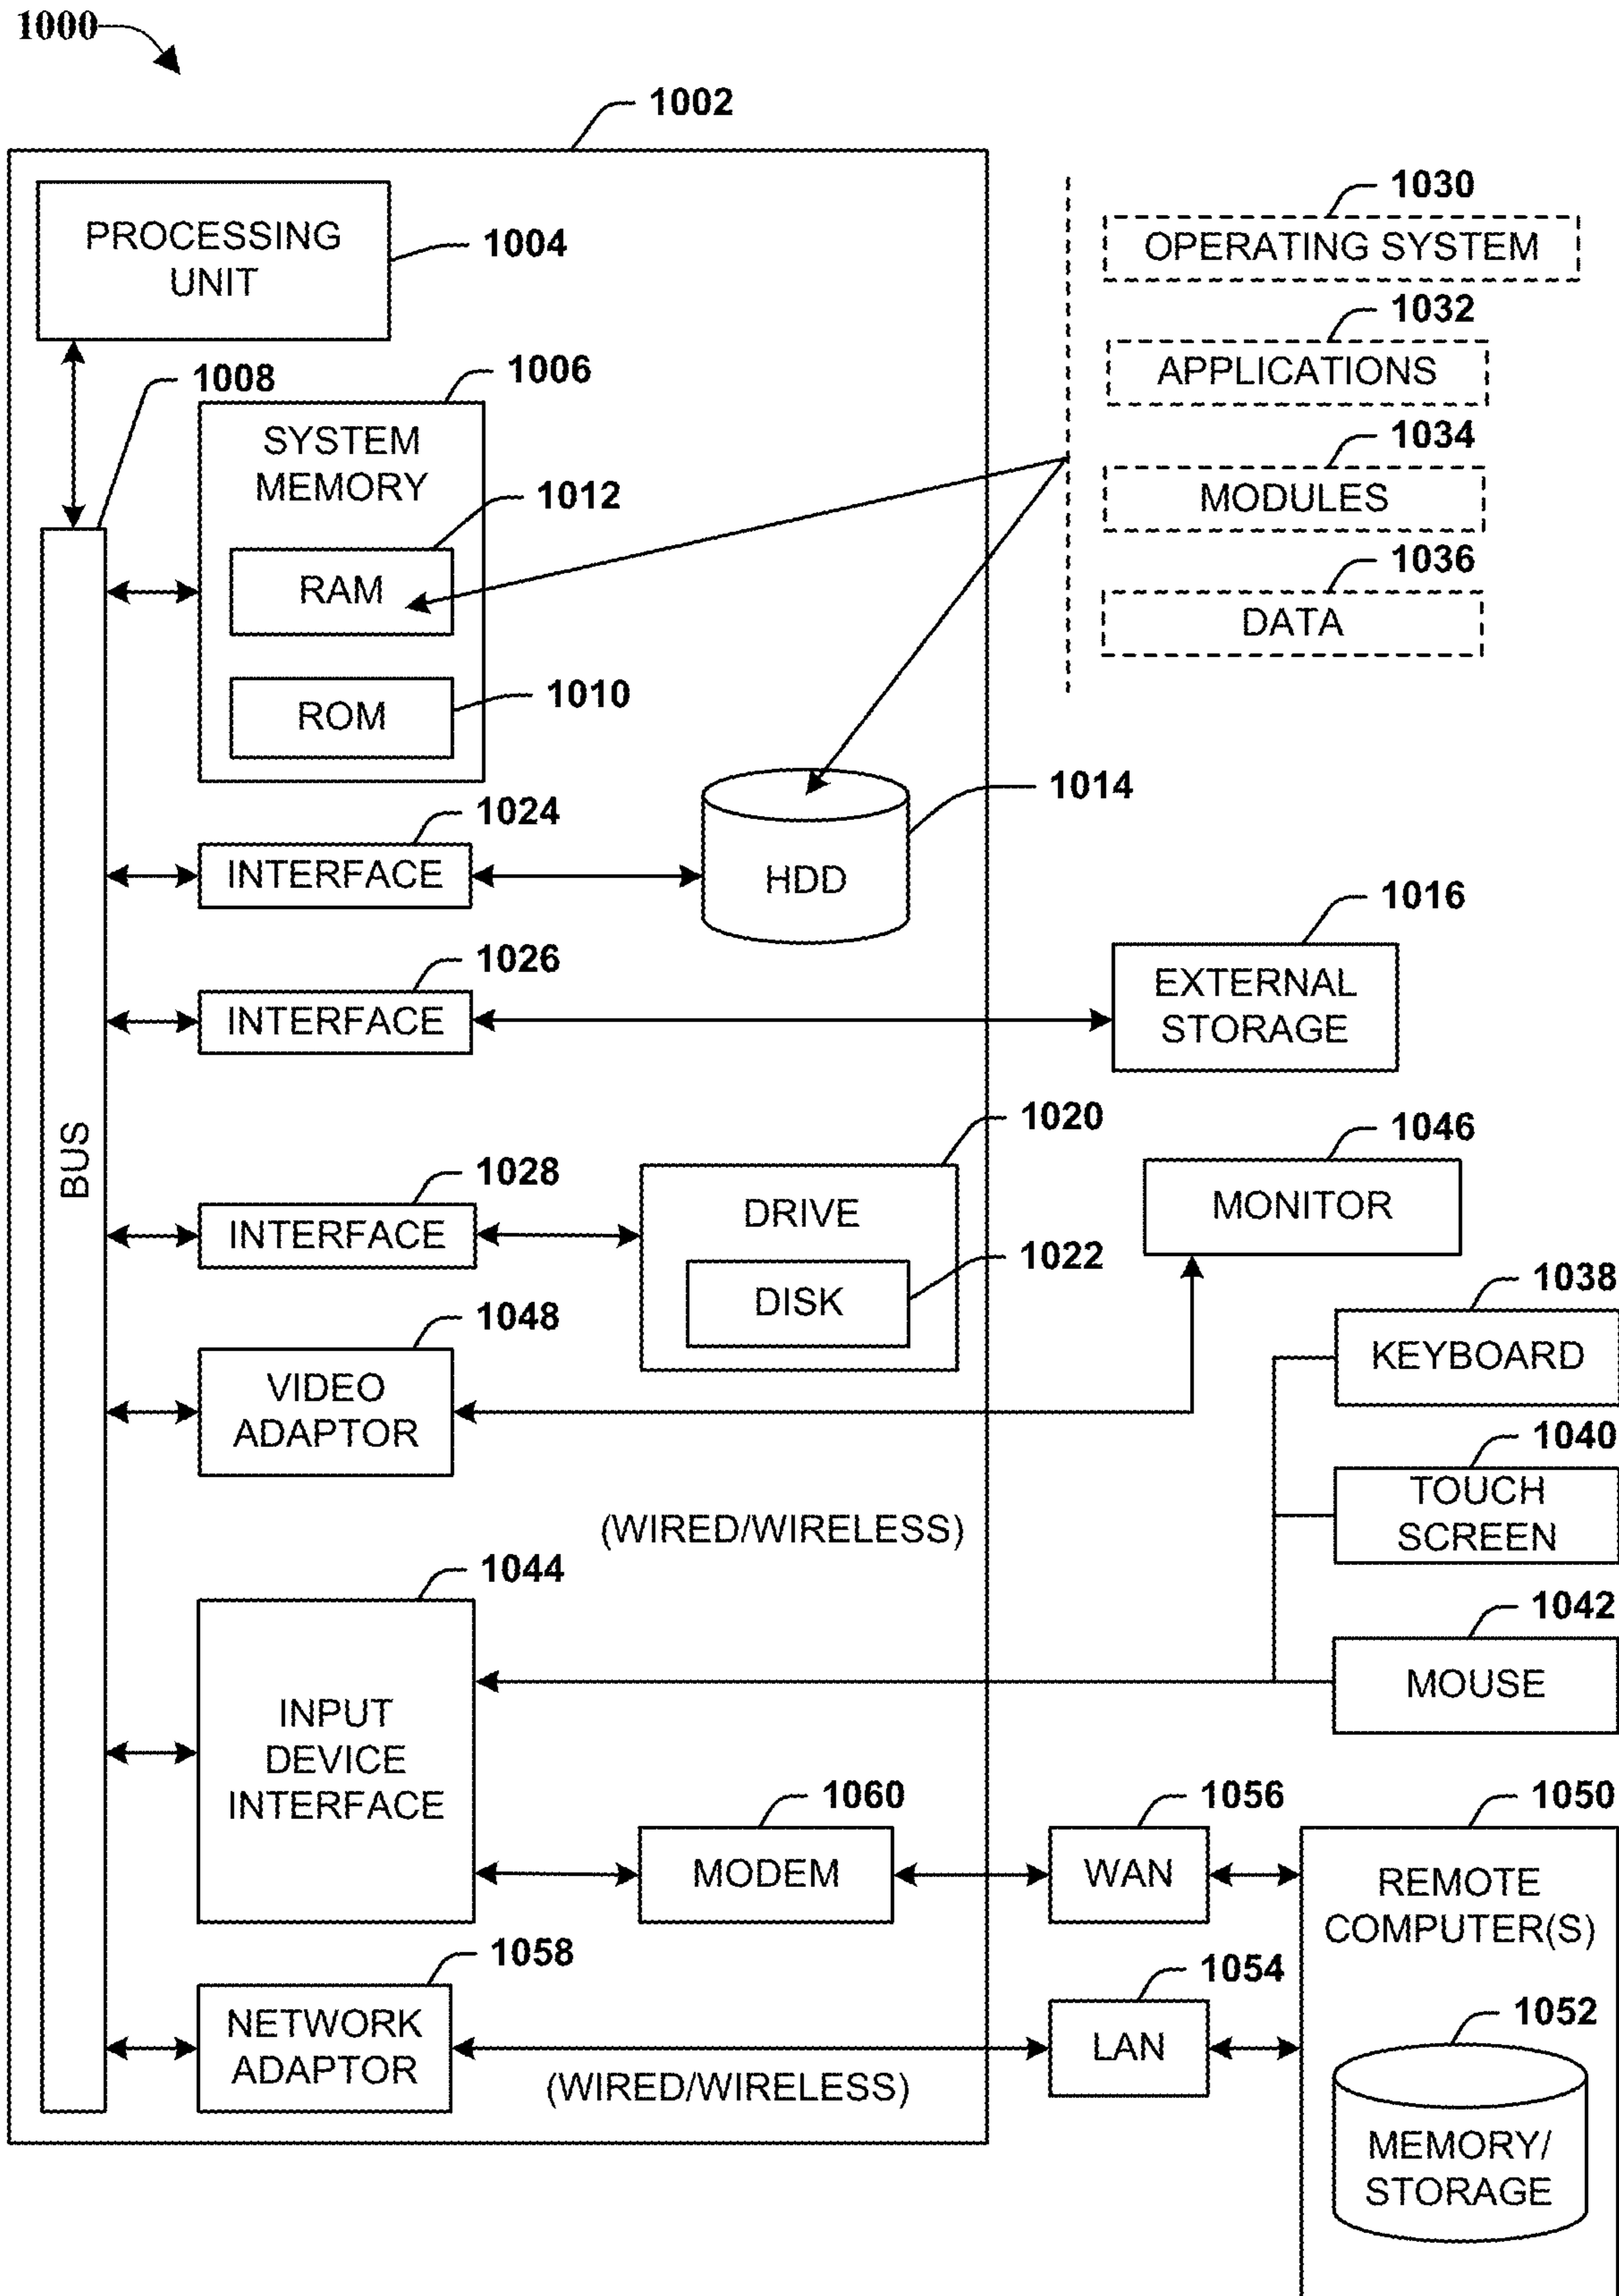 1000
1002
PROCESSING
UNIT
1004
1030
OPERATING SYSTEM
1032
APPLICATIONS
1034
MODULES
1036
DATA
1008
1006
SYSTEM
MEMORY
1012
RAM
1010
ROM
1024
INTERFACE
1014
HDD
1026
INTERFACE
1016
EXTERNAL
STORAGE
BUS
1028
INTERFACE
1020
DRIVE
1022
DISK
1046
MONITOR
1048
VIDEO
ADAPTOR
1038
KEYBOARD
1040
TOUCH
SCREEN
(WIRED/WIRELESS)
1044
INPUT
DEVICE
INTERFACE
1042
MOUSE
1060
MODEM
1056
WAN
1050
REMOTE
COMPUTER(S)
1058
NETWORK
ADAPTOR
(WIRED/WIRELESS)
1054
LAN
1052
MEMORY/
STORAGE